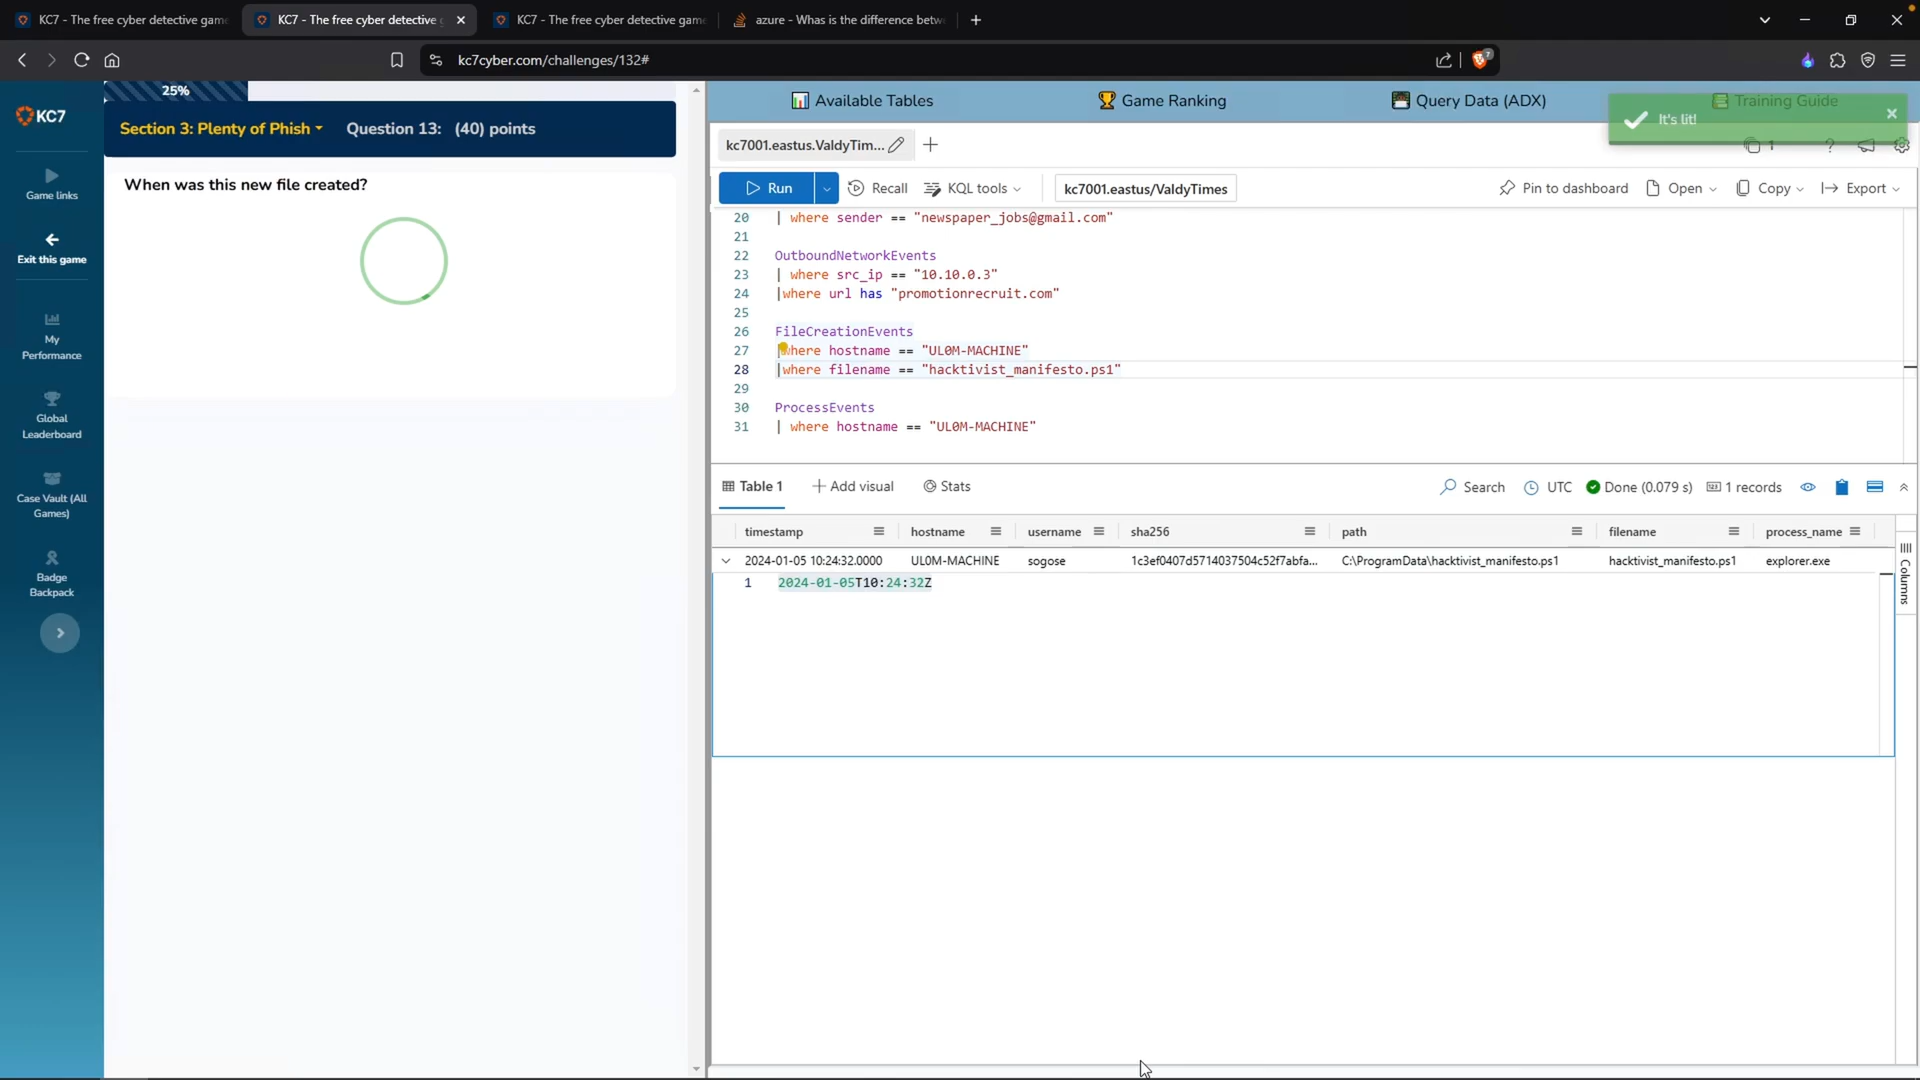 KC7 - The free cyber detective game
KC7 - The free cyber detective g
KC7 - The free cyber detective game
azure - Whas is the difference betw
kc7cyber.com/challenges/132#
7
KC7
Game links
Exit this game
My Performance
Global Leaderboard
Case Vault (All Games)
Badge Backpack
25%
Section 3: Plenty of Phish
Question 13: (40) points
When was this new file created?
Available Tables
Game Ranking
Query Data (ADX)
Training Guide
It's lit!
kc7001.eastus.ValdyTim...
1
Run
Recall
KQL tools
kc7001.eastus/ValdyTimes
Pin to dashboard
Open
Copy
Export
20 | where sender == "newspaper_jobs@gmail.com"
21
22 OutboundNetworkEvents
23 | where src_ip == "10.10.0.3"
24 |where url has "promotionrecruit.com"
25
26 FileCreationEvents
27 |where hostname == "UL0M-MACHINE"
28 |where filename == "hacktivist_manifesto.ps1"
29
30 ProcessEvents
31 | where hostname == "UL0M-MACHINE"
Table 1
Add visual
Stats
Search
UTC
Done (0.079 s)
1 records
timestamp hostname username sha256 path filename process_name
2024-01-05 10:24:32.0000 UL0M-MACHINE sogose 1c3ef0407d5714037504c52f7abfa... C:\ProgramData\hacktivist_manifesto.ps1 hacktivist_manifesto.ps1 explorer.exe
1 2024-01-05T10:24:32Z
Columns